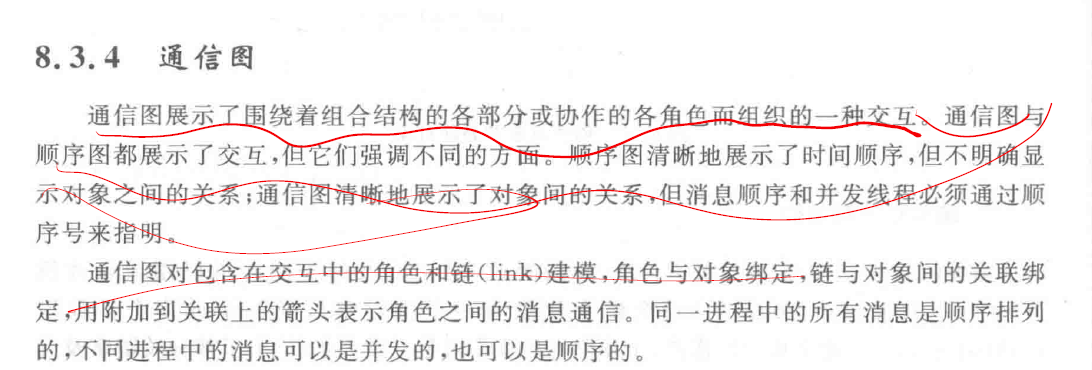 8.3.4 通信图
通信图展示了围绕着组合结构的各部分或协作的各角色而组织的一种交互。通信图与
顺序图都展示了交互,但它们强调不同的方面。顺序图清晰地展示了时间顺序,但不明确显
示对象之间的关系;通信图清晰地展示了对象间的关系,但消息顺序和并发线程必须通过顺
序号来指明。
通信图对包含在交互中的角色和链(link)建模,角色与对象绑定,链与对象间的关联绑
定,用附加到关联上的箭头表示角色之间的消息通信。同一进程中的所有消息是顺序排列
的,不同进程中的消息可以是并发的,也可以是顺序的。